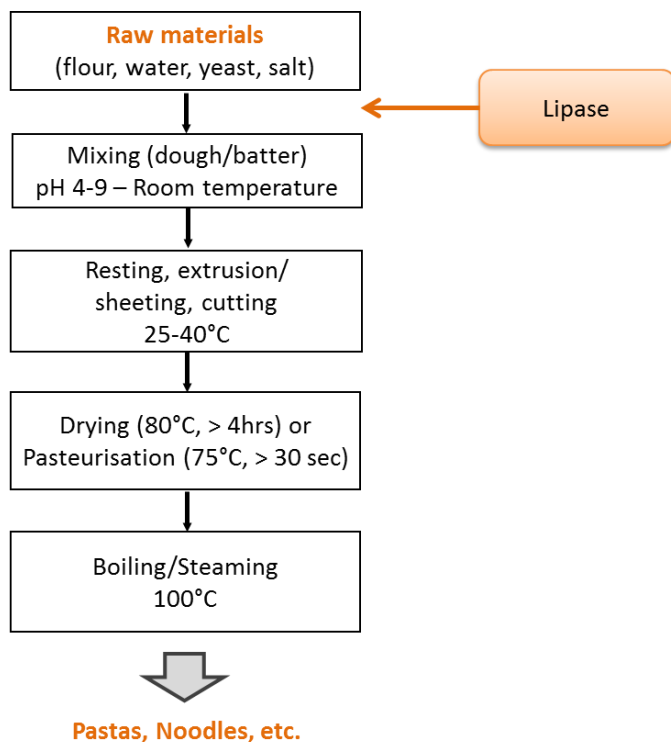 Raw materials
(flour, water, yeast, salt)
Lipase
Mixing (dough/batter)
pH 4-9 – Room temperature
Resting, extrusion/
sheeting, cutting
25-40°C
Drying (80°C, > 4hrs) or
Pasteurisation (75°C, > 30 sec)
Boiling/Steaming
100°C
Pastas, Noodles, etc.